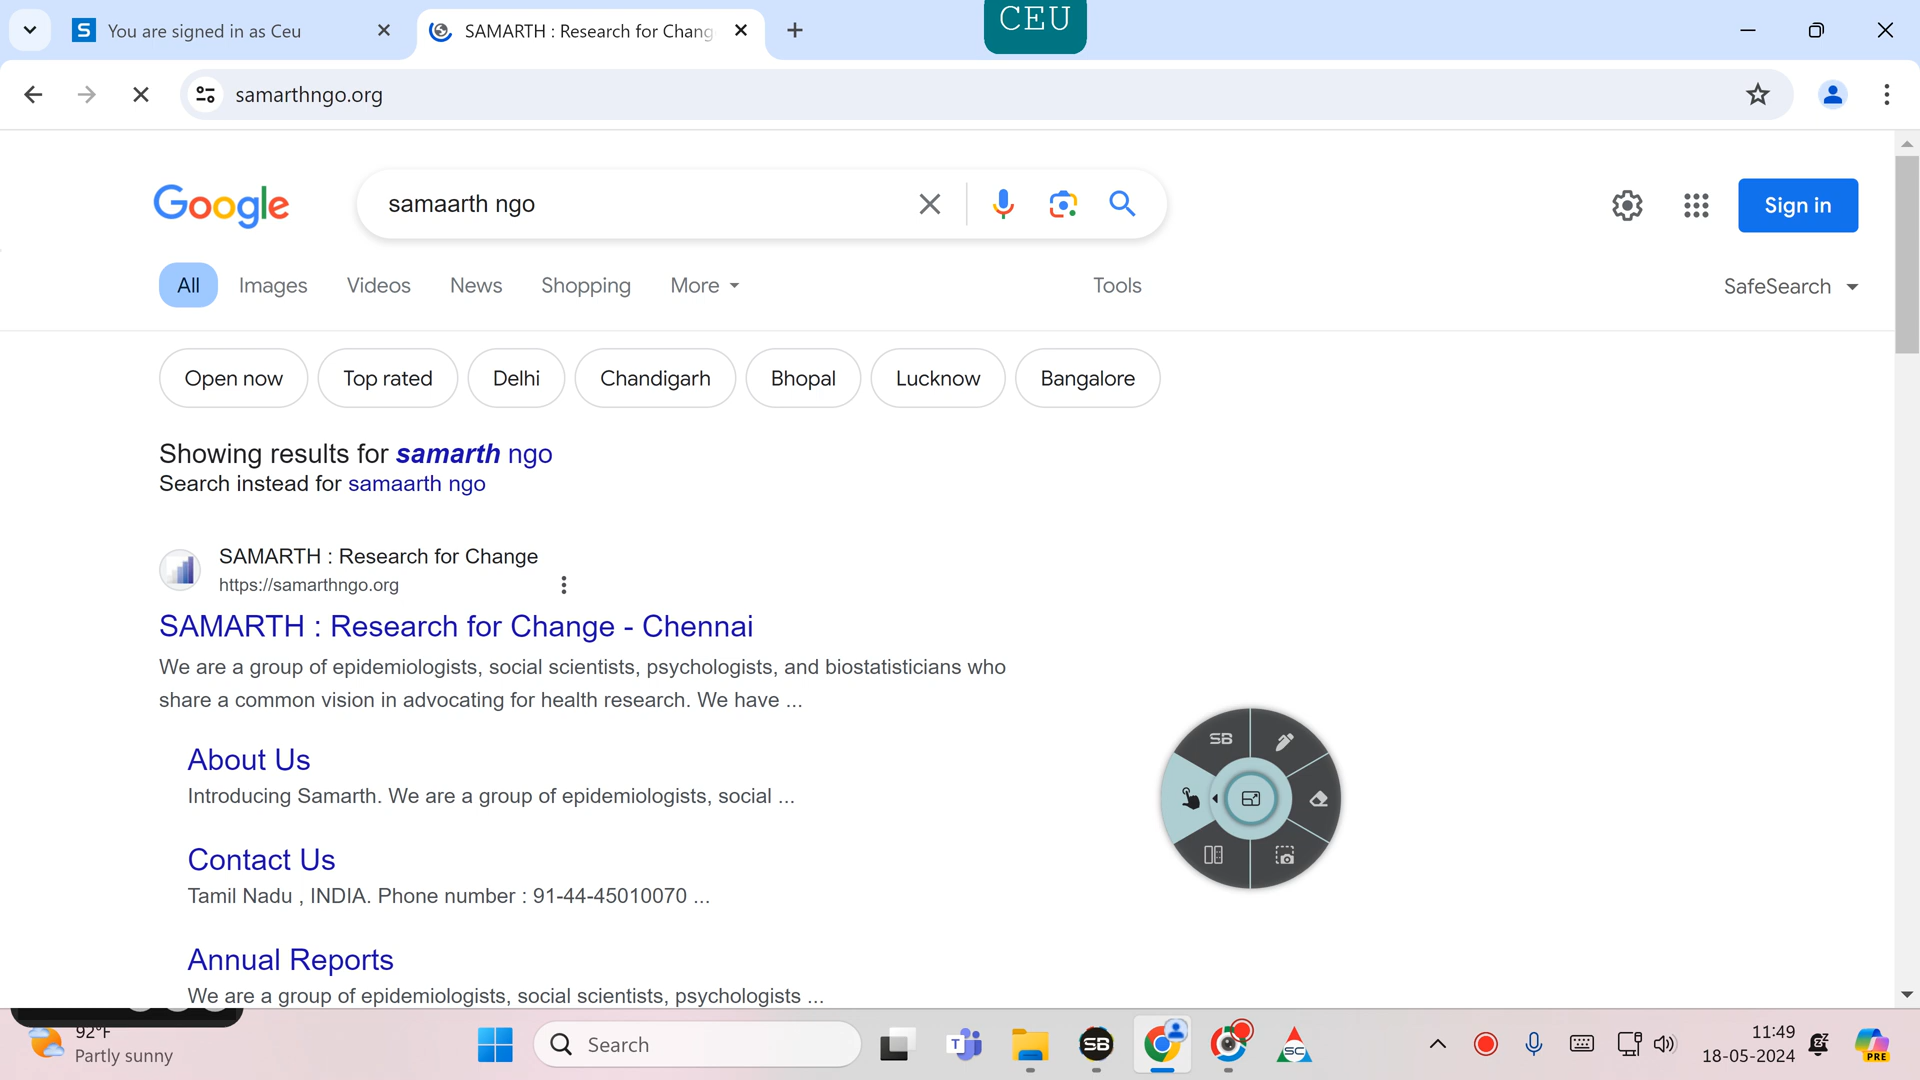 You are signed in as Ceu
SAMARTH : Research for Chang
CEU
samarthngo.org
Google
samaarth ngo
Sign in
All
Images
Videos
News
Shopping
More
Tools
SafeSearch
Open now
Top rated
Delhi
Chandigarh
Bhopal
Lucknow
Bangalore
Showing results for samarth ngo
Search instead for samaarth ngo
SAMARTH : Research for Change
https://samarthngo.org
SAMARTH : Research for Change - Chennai
We are a group of epidemiologists, social scientists, psychologists, and biostatisticians who
share a common vision in advocating for health research. We have ...
About Us
Introducing Samarth. We are a group of epidemiologists, social ...
SB
Contact Us
Tamil Nadu , INDIA. Phone number : 91-44-45010070 ...
Annual Reports
We are a group of epidemiologists, social scientists, psychologists ...
92°F
Partly sunny
Search
T
SB
SC
11:49
18-05-2024
PRE